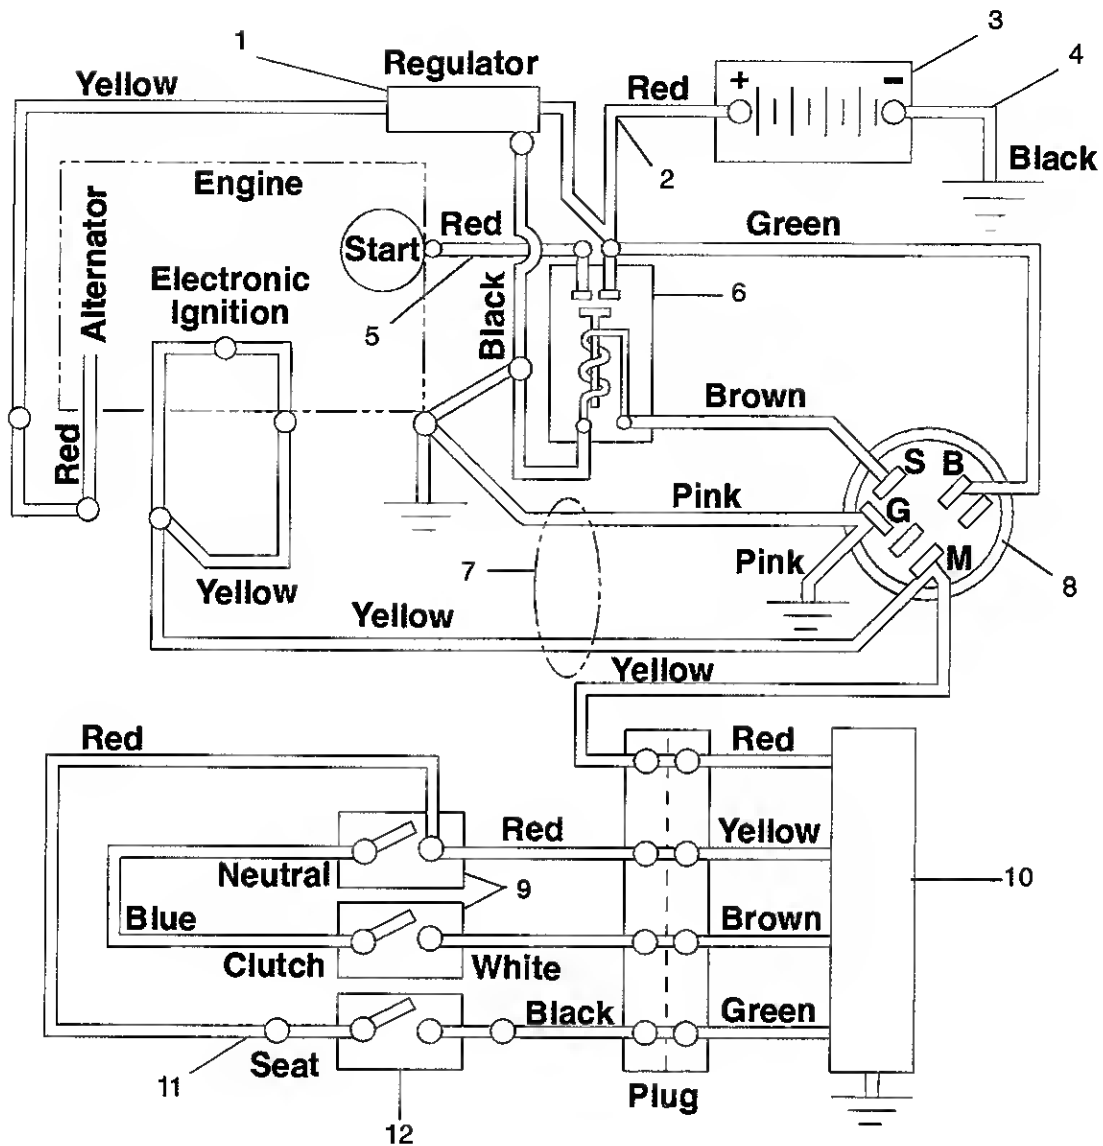 1
3
4
Regulator
Yellow
Red
+
-
2
Black
Engine
Start
Red
Green
Alternator
Electronic
Ignition
5
Black
6
Brown
Red
S
B
G
M
Pink
Pink
7
8
Yellow
Yellow
Yellow
Red
Red
Red
Yellow
Neutral
9
10
Blue
Brown
Clutch
White
Black
Green
11
Seat
Plug
12